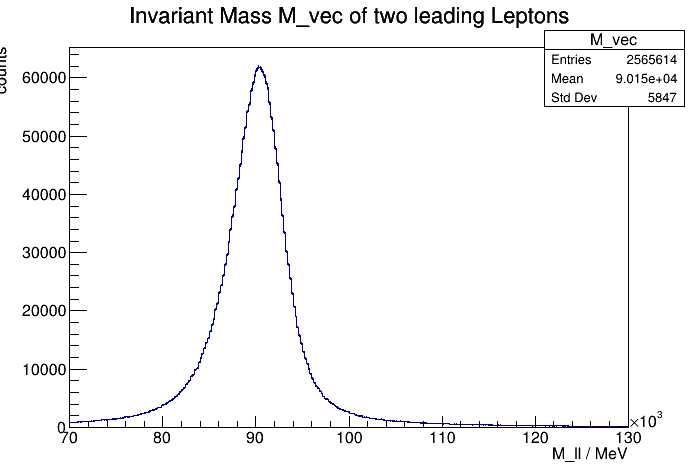 Invariant Mass M_vec of two leading Leptons
M_vec
Entries 2565614
Mean 9.015e+04
Std Dev 5847
counts
60000
50000
40000
30000
20000
10000
0
70 80 90 100 110 120 130
×10³
M_ll / MeV